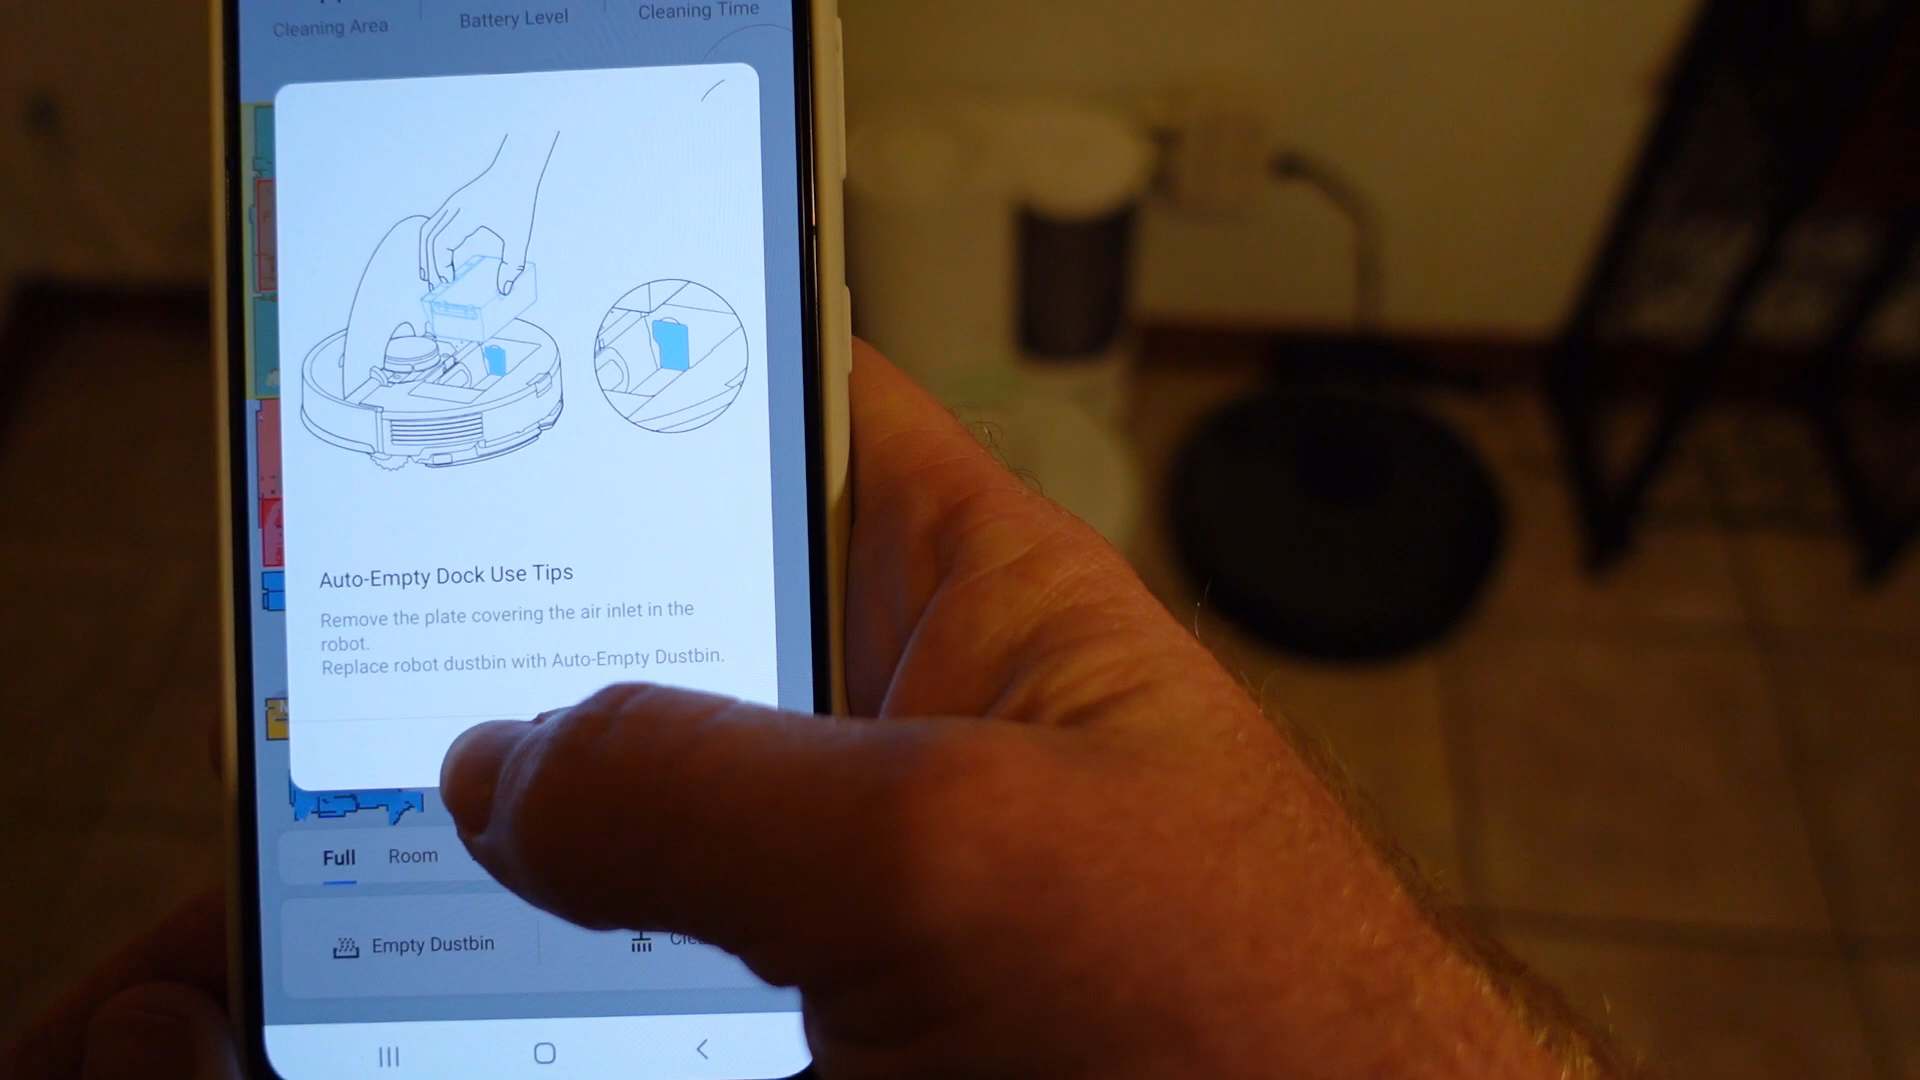 Cleaning Area
Battery Level
Cleaning Time
Auto-Empty Dock Use Tips
Remove the plate covering the air inlet in the
robot.
Replace robot dustbin with Auto-Empty Dustbin.
Full
Room
Empty Dustbin